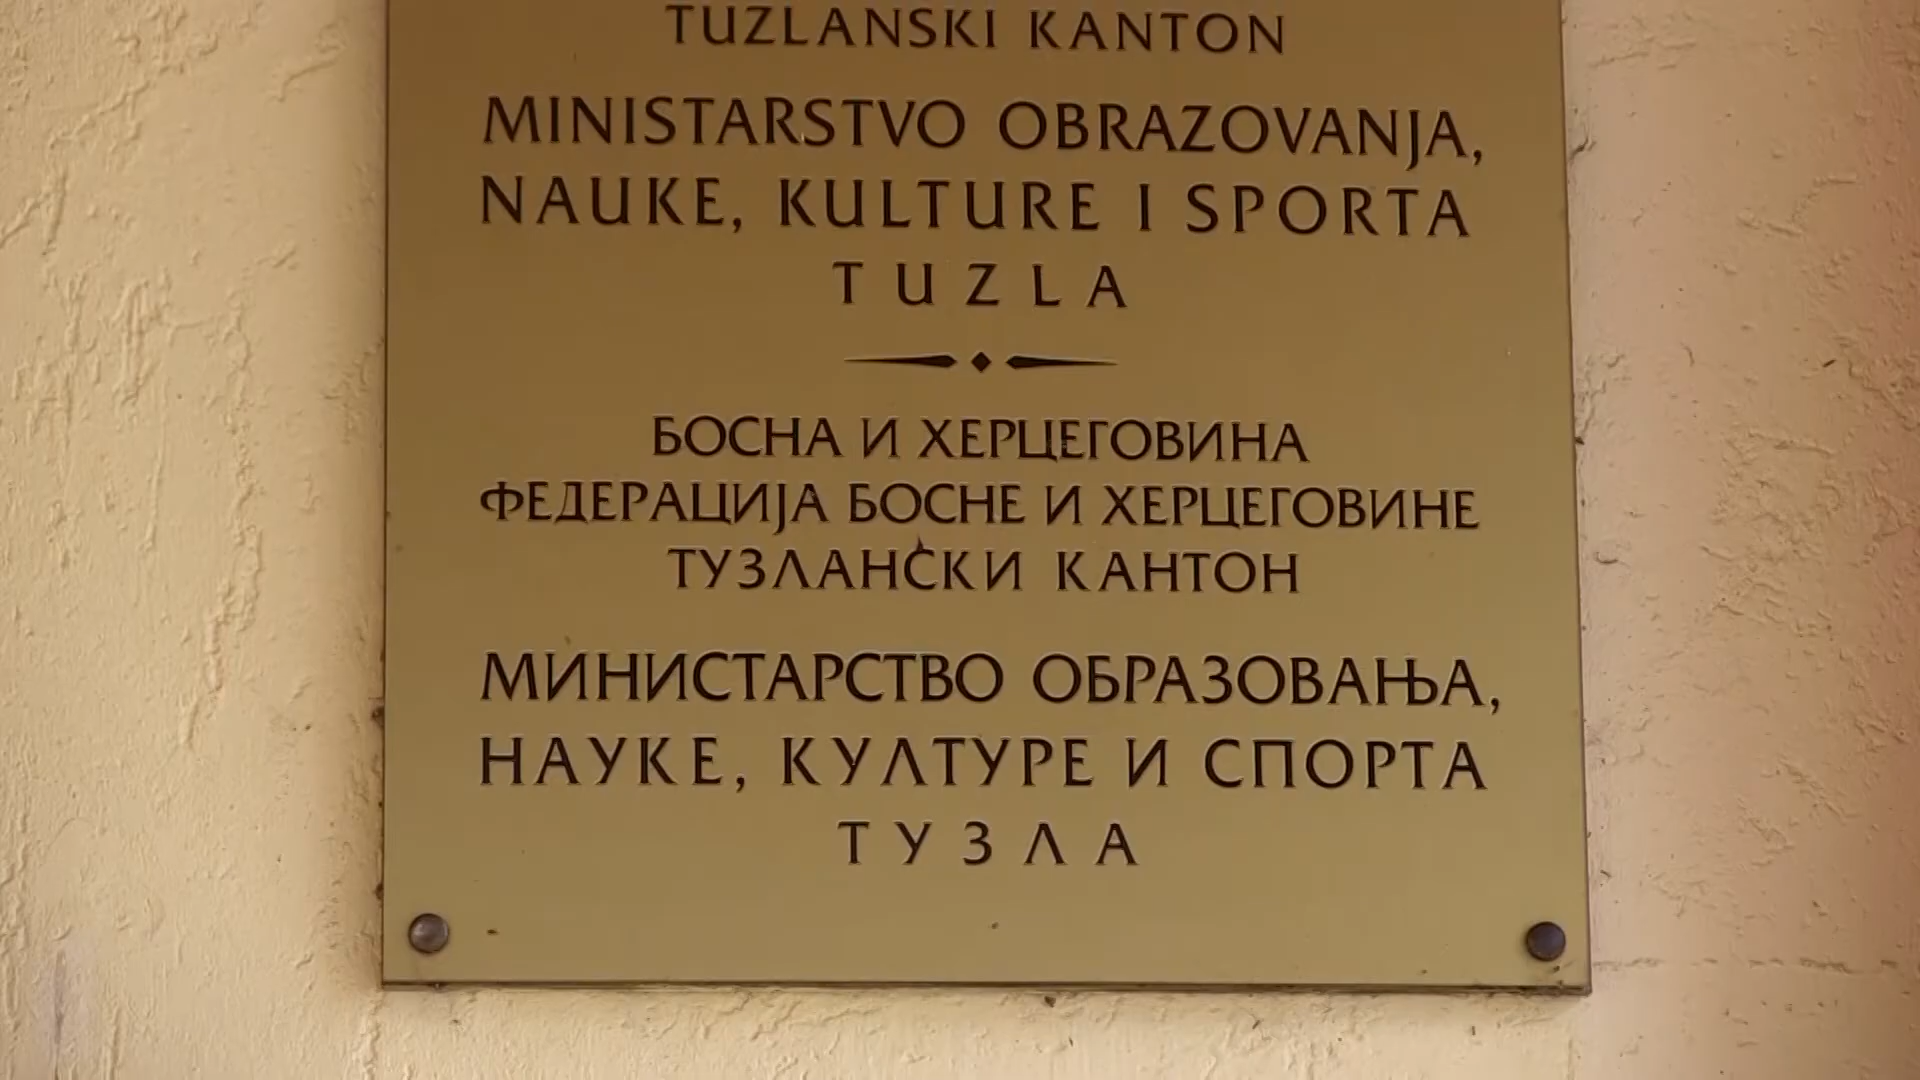 TUZLANSKI KANTON
MINISTARSTVO OBRAZOVANJA,
NAUKE, KULTURE I SPORTA
TUZLA
БОСНА И ХЕРЦЕГОВИНА
ФЕДЕРАЦИЈА БОСНЕ И ХЕРЦЕГОВИНЕ
ТУЗЛАНСКИ КАНТОН
МИНИСТАРСТВО ОБРАЗОВАЊА,
НАУКЕ, КУЛТУРЕ И СПОРТА
ТУЗЛА